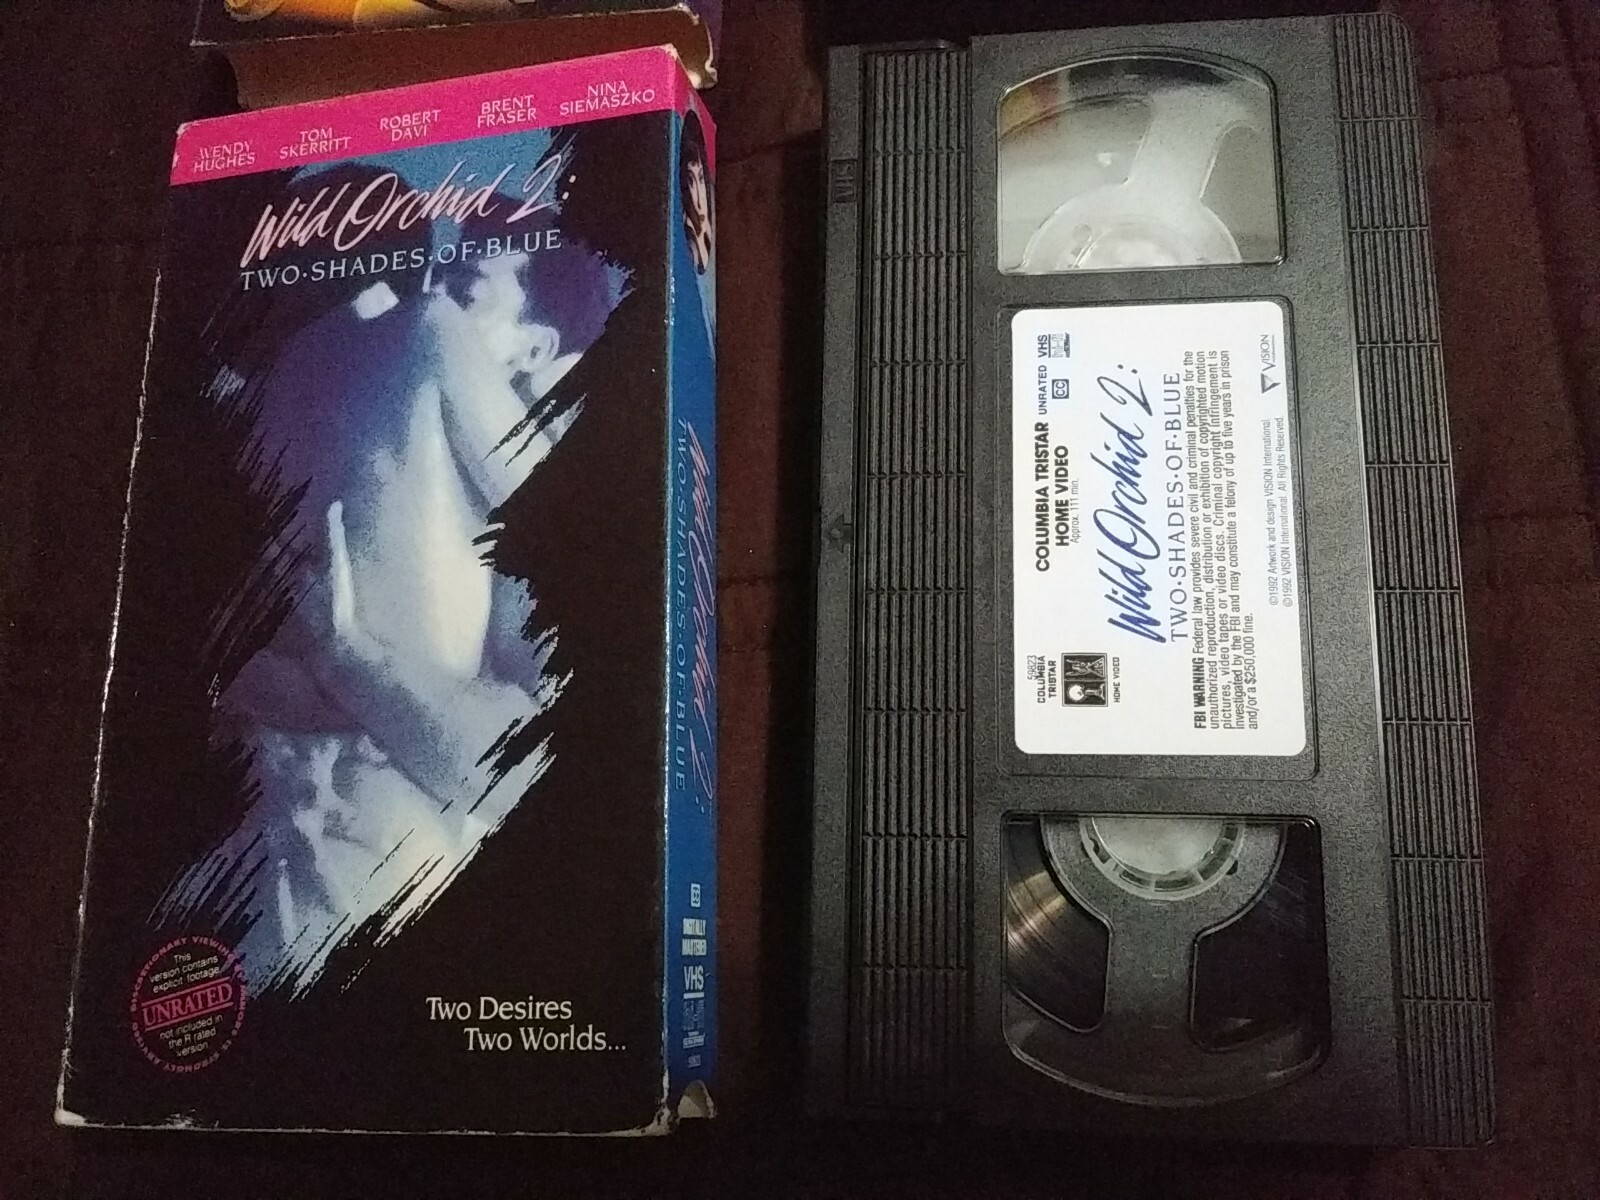 WENDY
HUGHES
TOM
SKERRITT
ROBERT
DAVI
BRENT
FRASER
NINA
SIEMASZKO
Wild Orchid 2:
TWO·SHADES·OF·BLUE
This
version contains
explicit footage
UNRATED
not included in
the R rated
version.
Two Desires
Two Worlds...
Wild Orchid 2:
TWO·SHADES·OF·BLUE
CC
DIGITALLY
MASTERED
VHS
VHS
59823
COLUMBIA
TRISTAR
HOME VIDEO
COLUMBIA TRISTAR
HOME VIDEO
Approx. 111 min.
UNRATED
VHS
CC
Wild Orchid 2:
TWO·SHADES·OF·BLUE
FBI WARNING Federal law provides severe civil and criminal penalties for the
unauthorized reproduction, distribution or exhibition of copyrighted motion
pictures, video tapes or video discs. Criminal copyright infringement is
investigated by the FBI and may constitute a felony of up to five years in prison
and/or a $250,000 fine.
©1992 Artwork and design VISION International.
©1992 VISION International. All Rights Reserved.
VISION